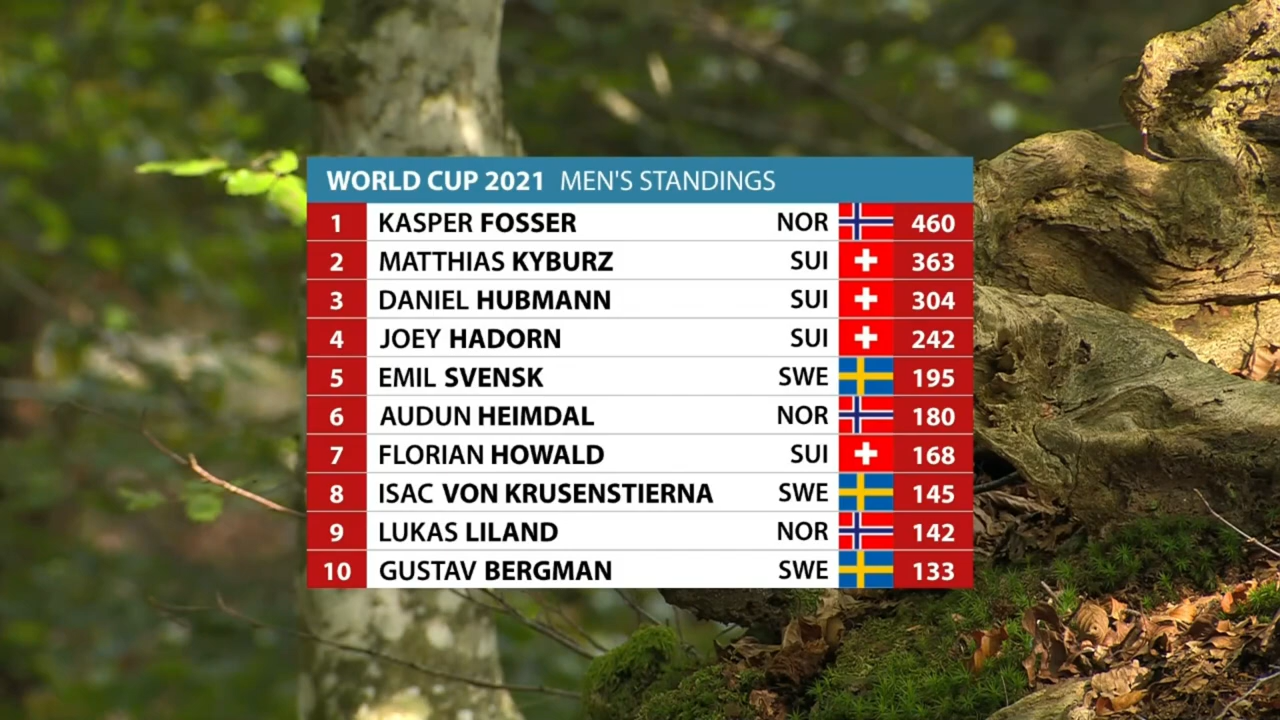 WORLD CUP 2021 MEN'S STANDINGS
1 KASPER FOSSER NOR 460
2 MATTHIAS KYBURZ SUI 363
3 DANIEL HUBMANN SUI 304
4 JOEY HADORN SUI 242
5 EMIL SVENSK SWE 195
6 AUDUN HEIMDAL NOR 180
7 FLORIAN HOWALD SUI 168
8 ISAC VON KRUSENSTIERNA SWE 145
9 LUKAS LILAND NOR 142
10 GUSTAV BERGMAN SWE 133